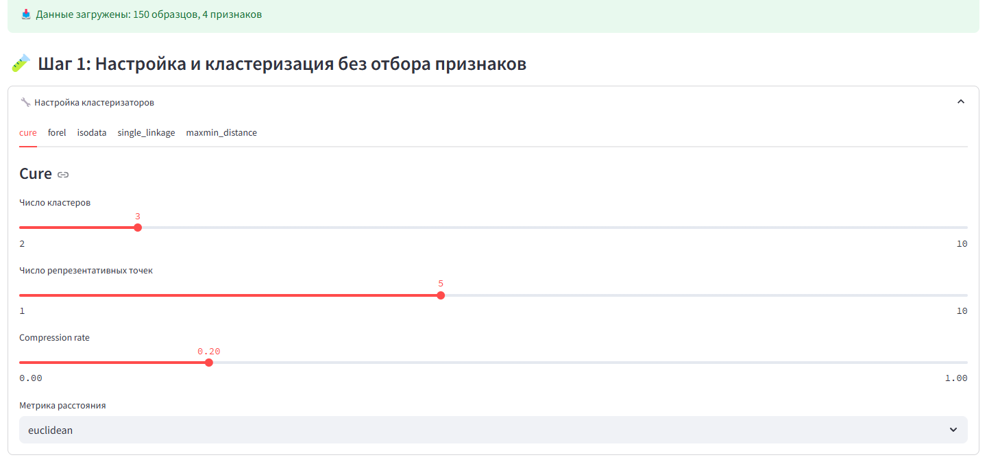 Данные загружены: 150 образцов, 4 признаков
Шаг 1: Настройка и кластеризация без отбора признаков
Настройка кластеризаторов
cure forel isodata single_linkage maxmin_distance
Cure
Число кластеров
3
2 10
Число репрезентативных точек
5
1 10
Compression rate
0.20
0.00 1.00
Метрика расстояния
euclidean